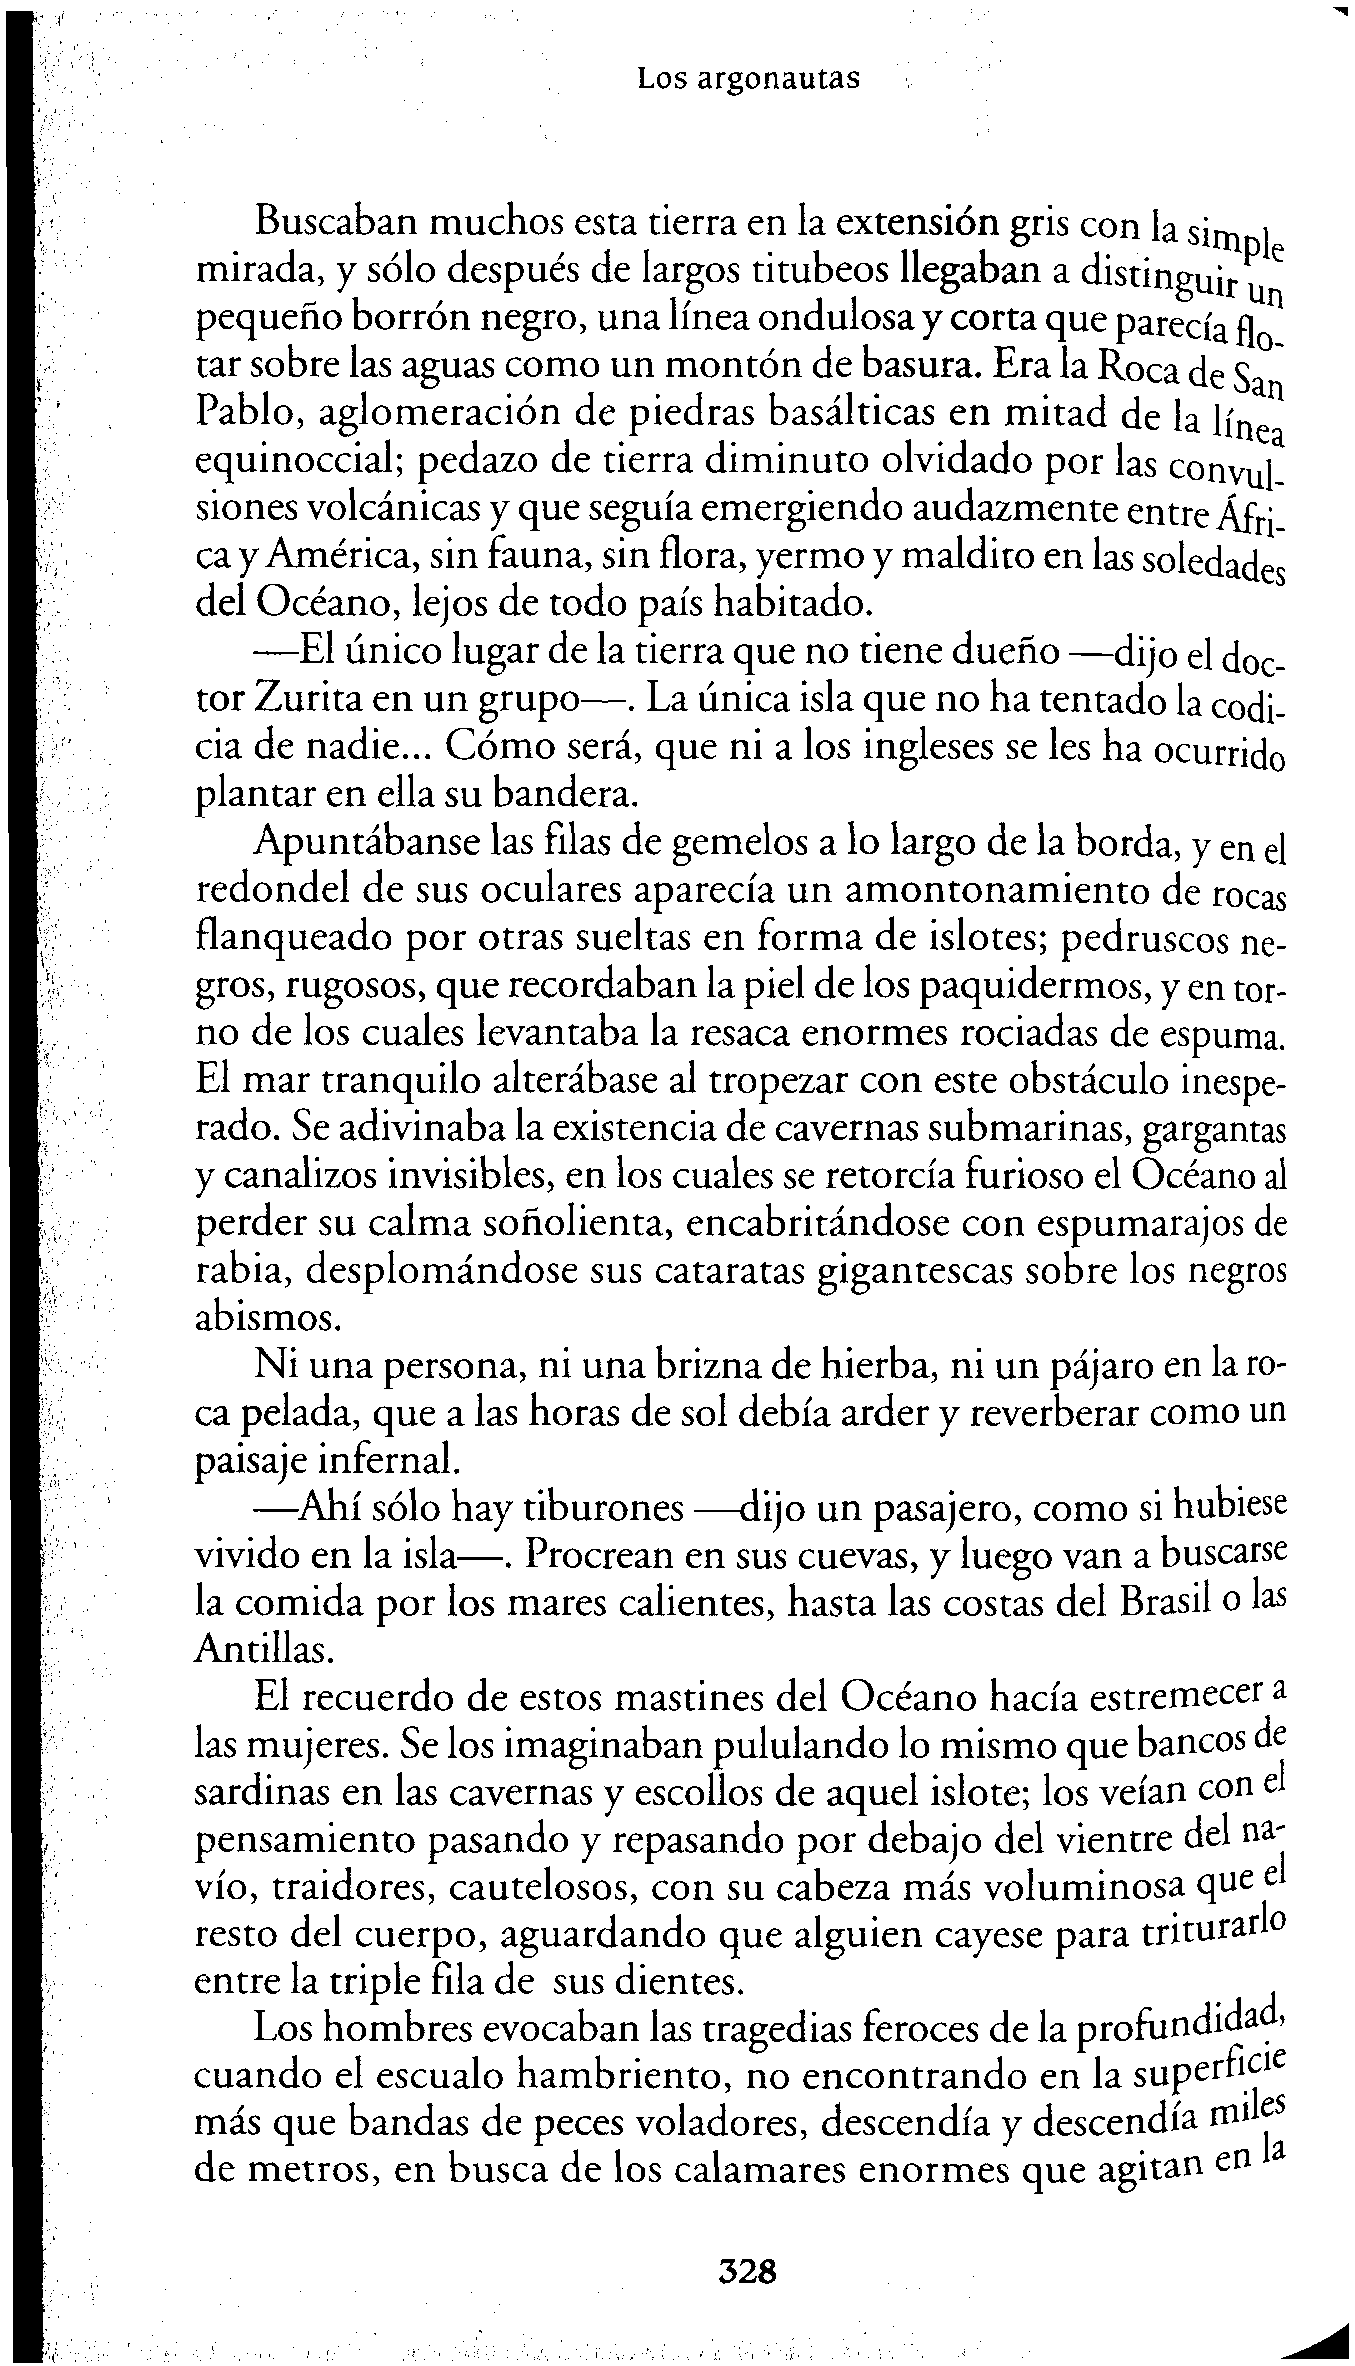 Los argonautas
Buscaban muchos esta tierra en la extensión gris con la simple
mirada, y sólo después de largos titubeos llegaban a distinguir un
pequeño borrón negro, una línea ondulosa y corta que parecía flo-
tar sobre las aguas como un montón de basura. Era la Roca de San
Pablo, aglomeración de piedras basálticas en mitad de la línea
equinoccial; pedazo de tierra diminuto olvidado por las convul-
siones volcánicas y que seguía emergiendo audazmente entre Áfri-
ca y América, sin fauna, sin flora, yermo y maldito en las soledades
del Océano, lejos de todo país habitado.
—El único lugar de la tierra que no tiene dueño —dijo el doc-
tor Zurita en un grupo—. La única isla que no ha tentado la codi-
cia de nadie... Cómo será, que ni a los ingleses se les ha ocurrido
plantar en ella su bandera.
Apuntábanse las filas de gemelos a lo largo de la borda, y en el
redondel de sus oculares aparecía un amontonamiento de rocas
flanqueado por otras sueltas en forma de islotes; pedruscos ne-
gros, rugosos, que recordaban la piel de los paquidermos, y en tor-
no de los cuales levantaba la resaca enormes rociadas de espuma.
El mar tranquilo alterábase al tropezar con este obstáculo inespe-
rado. Se adivinaba la existencia de cavernas submarinas, gargantas
y canalizos invisibles, en los cuales se retorcía furioso el Océano al
perder su calma soñolienta, encabritándose con espumarajos de
rabia, desplomándose sus cataratas gigantescas sobre los negros
abismos.
Ni una persona, ni una brizna de hierba, ni un pájaro en la ro-
ca pelada, que a las horas de sol debía arder y reverberar como un
paisaje infernal.
—Ahí sólo hay tiburones —dijo un pasajero, como si hubiese
vivido en la isla—. Procrean en sus cuevas, y luego van a buscarse
la comida por los mares calientes, hasta las costas del Brasil o las
Antillas.
El recuerdo de estos mastines del Océano hacía estremecer a
las mujeres. Se los imaginaban pululando lo mismo que bancos de
sardinas en las cavernas y escollos de aquel islote; los veían con el
pensamiento pasando y repasando por debajo del vientre del na-
vío, traidores, cautelosos, con su cabeza más voluminosa que el
resto del cuerpo, aguardando que alguien cayese para triturarlo
entre la triple fila de sus dientes.
Los hombres evocaban las tragedias feroces de la profundidad,
cuando el escualo hambriento, no encontrando en la superficie
más que bandas de peces voladores, descendía y descendía miles
de metros, en busca de los calamares enormes que agitan en la
328